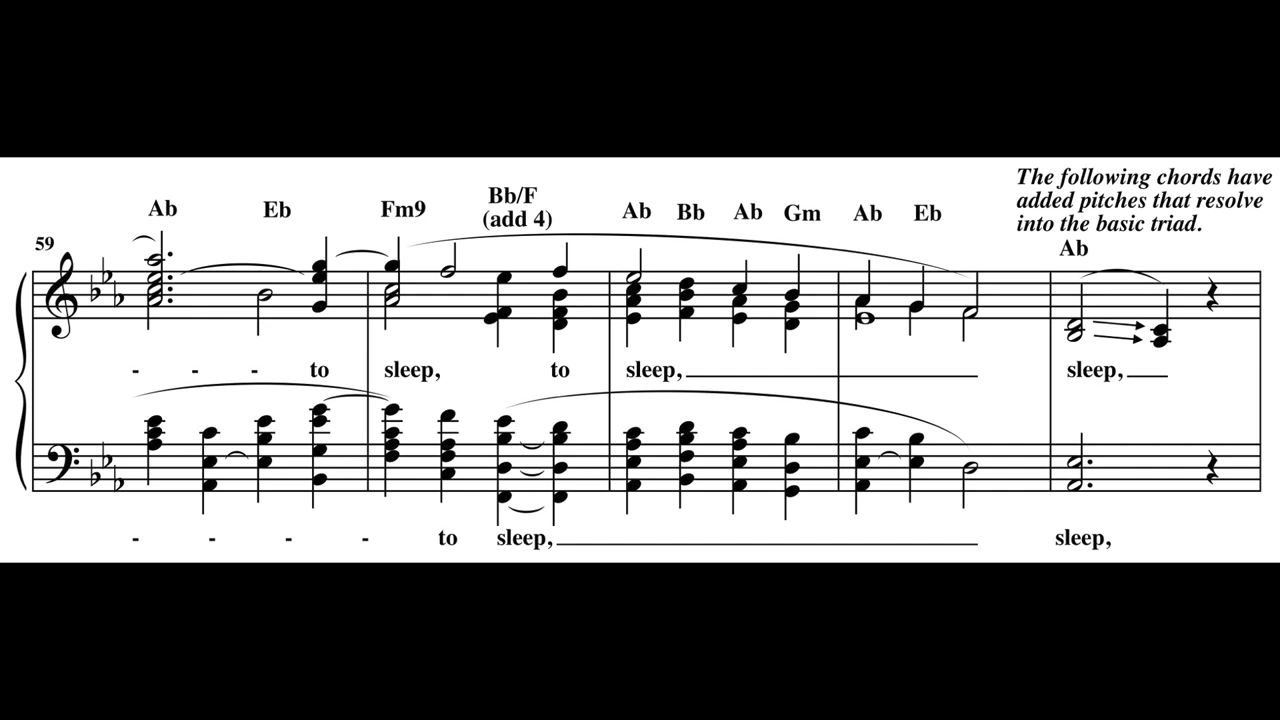 The following chords have
added pitches that resolve
into the basic triad.
Ab Eb Fm9 Bb/F Ab Bb Ab Gm Ab Eb Ab
(add 4)
59
- - - to sleep, to sleep, sleep,
- - - - to sleep, sleep,